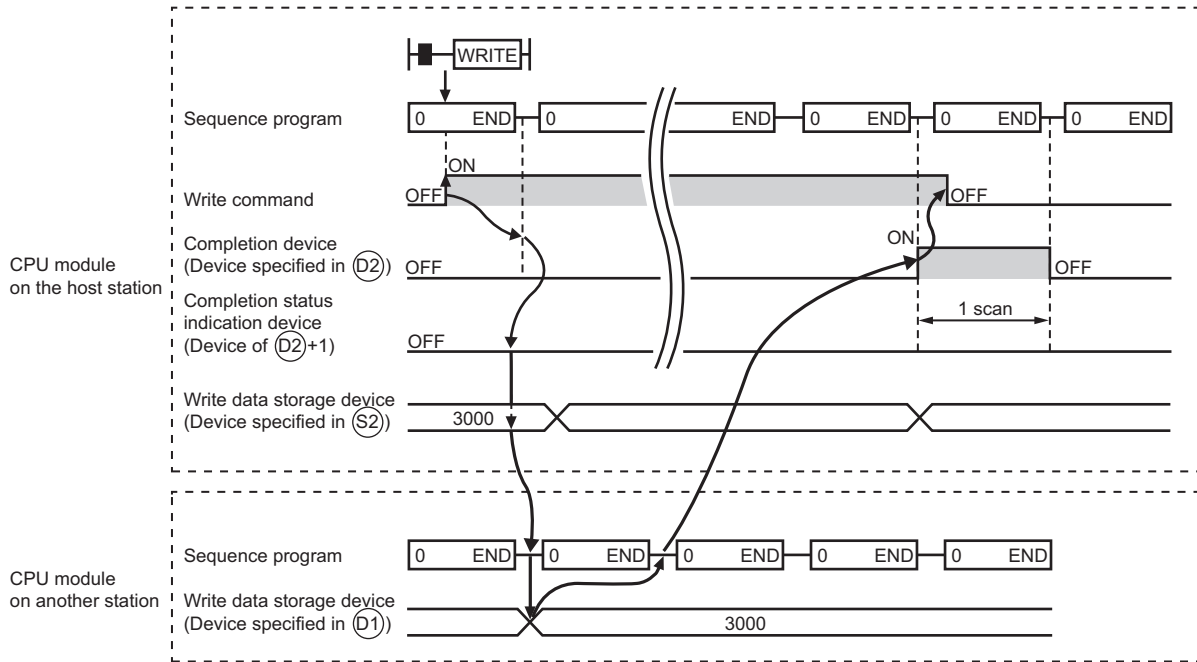 WRITE
Sequence program
0 END 0 END 0 END 0 END 0 END
ON
Write command
OFF
OFF
CPU module
on the host station
Completion device
(Device specified in D2)
OFF
ON
OFF
Completion status
indication device
(Device of D2+1)
OFF
1 scan
Write data storage device
(Device specified in S2)
3000
CPU module
on another station
Sequence program
0 END 0 END 0 END 0 END 0 END
Write data storage device
(Device specified in D1)
3000